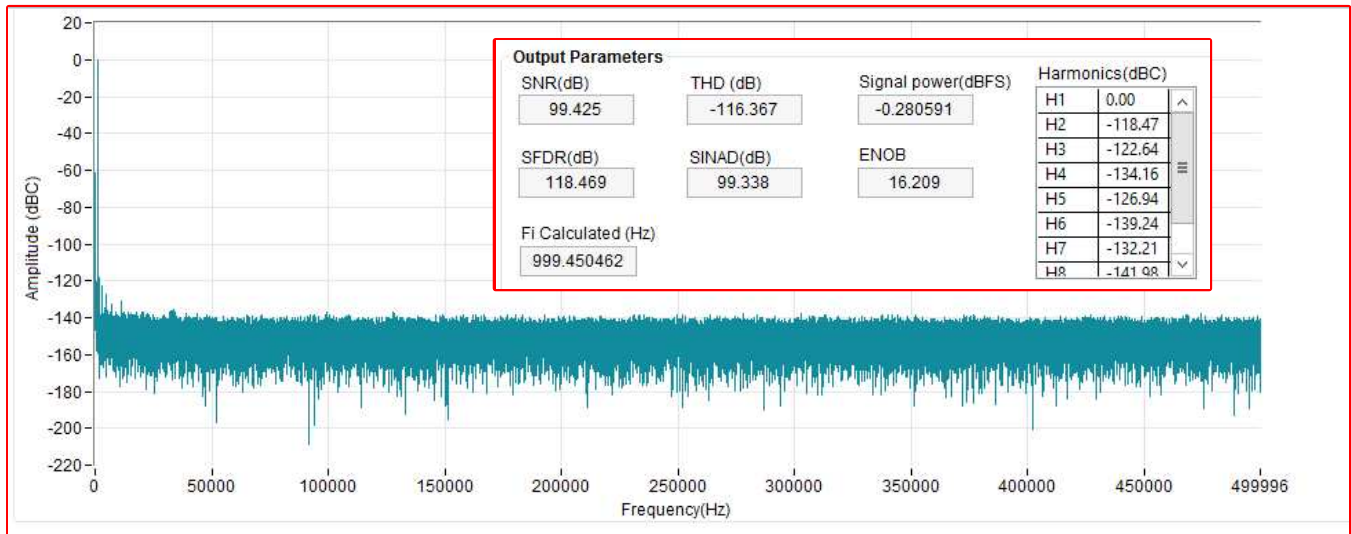 20
0
-20
-40
-60
-80
-100
-120
-140
-160
-180
-200
-220
Amplitude (dBC)
Output Parameters
SNR(dB) THD (dB) Signal power(dBFS)
99.425 -116.367 -0.280591
SFDR(dB) SINAD(dB) ENOB
118.469 99.338 16.209
Fi Calculated (Hz)
999.450462
Harmonics(dBC)
H1 0.00
H2 -118.47
H3 -122.64
H4 -134.16
H5 -126.94
H6 -139.24
H7 -132.21
H8 -141.98
0 50000 100000 150000 200000 250000 300000 350000 400000 450000 499996
Frequency(Hz)